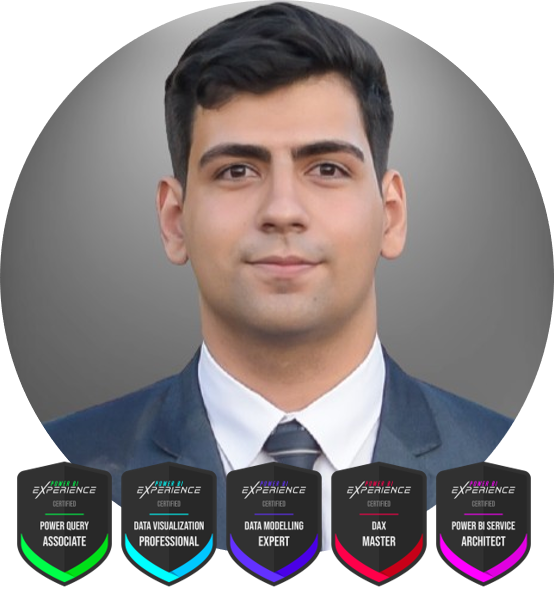 POWER BI
EXPERIENCE
CERTIFIED
POWER QUERY
ASSOCIATE
POWER BI
EXPERIENCE
CERTIFIED
DATA VISUALIZATION
PROFESSIONAL
POWER BI
EXPERIENCE
CERTIFIED
DATA MODELLING
EXPERT
POWER BI
EXPERIENCE
CERTIFIED
DAX
MASTER
POWER BI
EXPERIENCE
CERTIFIED
POWER BI SERVICE
ARCHITECT